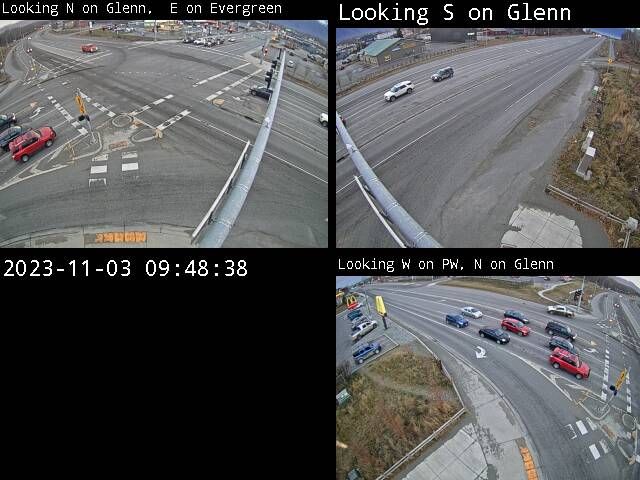 Looking N on Glenn, E on Evergreen
Looking S on Glenn
2023-11-03 09:48:38
Looking W on PW, N on Glenn